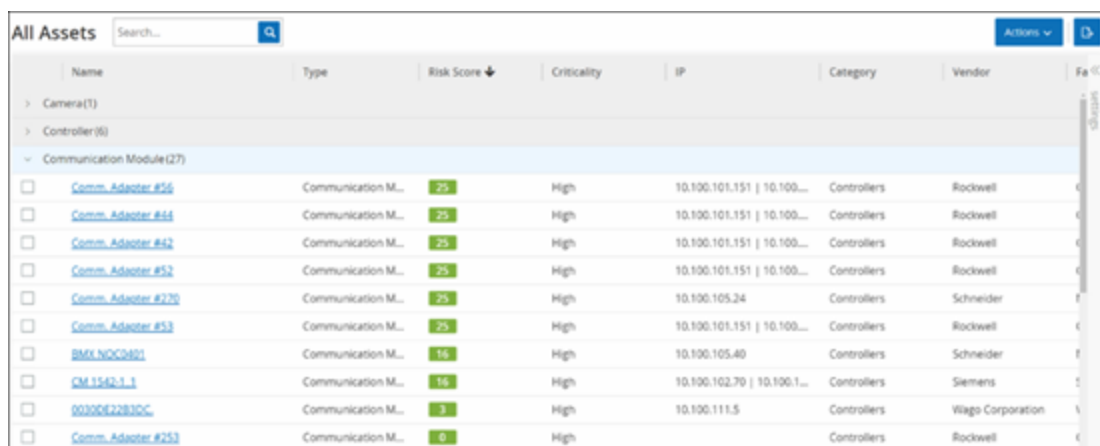 All Assets Search... Actions
Name Type Risk Score Criticality IP Category Vendor Fa
settings
Camera(1)
Controller(6)
Communication Module(27)
Comm. Adapter #56 Communication M... 25 High 10.100.101.151 | 10.100.... Controllers Rockwell
Comm. Adapter #44 Communication M... 25 High 10.100.101.151 | 10.100.... Controllers Rockwell
Comm. Adapter #42 Communication M... 25 High 10.100.101.151 | 10.100.... Controllers Rockwell
Comm. Adapter #52 Communication M... 25 High 10.100.101.151 | 10.100.... Controllers Rockwell
Comm. Adapter #270 Communication M... 25 High 10.100.105.24 Controllers Schneider
Comm. Adapter #53 Communication M... 25 High 10.100.101.151 | 10.100.... Controllers Rockwell
BMX NOC0401 Communication M... 16 High 10.100.105.40 Controllers Schneider
CM 1542-1_1 Communication M... 16 High 10.100.102.70 | 10.100.1... Controllers Siemens
0030DE22B3DC. Communication M... 3 High 10.100.111.5 Controllers Wago Corporation
Comm. Adapter #253 Communication M... 0 High Controllers Rockwell